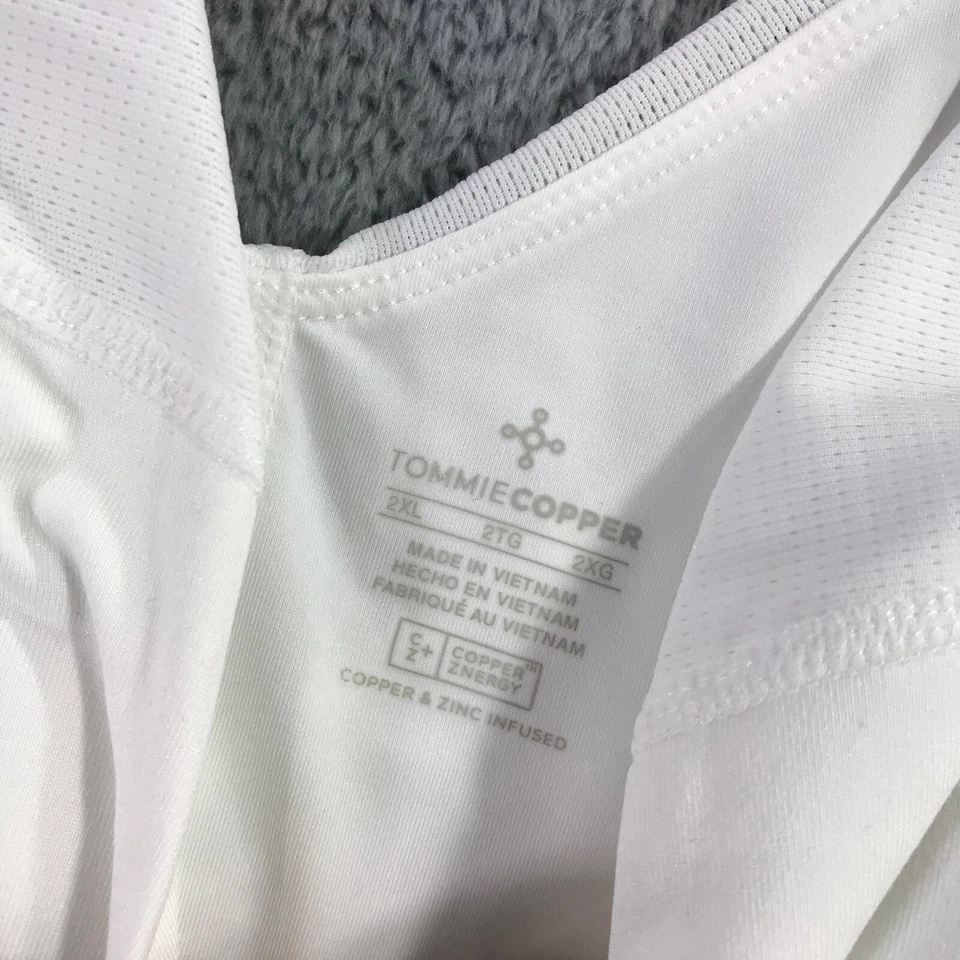 TOMMIECOPPER
2XL 2TG 2XG
MADE IN VIETNAM
HECHO EN VIETNAM
FABRIQUÉ AU VIETNAM
C Z+ COPPER™ ZNERGY
COPPER & ZINC INFUSED